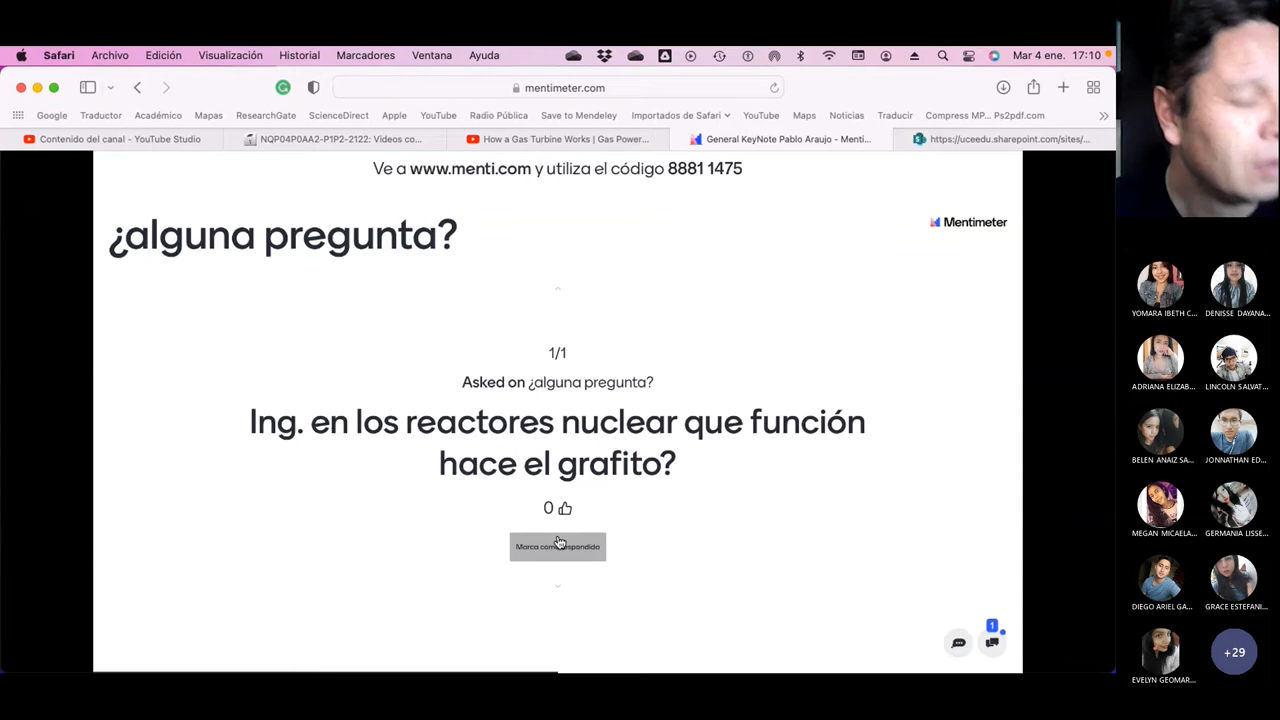 Safari Archivo Edición Visualización Historial Marcadores Ventana Ayuda Mar 4 ene. 17:10
mentimeter.com
Google Traductor Académico Mapas ResearchGate ScienceDirect Apple YouTube Radio Pública Save to Mendeley Importados de Safari YouTube Maps Noticias Traducir Compress MP... Ps2pdf.com
Contenido del canal - YouTube Studio NQP04P0AA2-P1P2-2122: Videos co... How a Gas Turbine Works | Gas Power... General KeyNote Pablo Araujo - Menti... https://uceedu.sharepoint.com/sites/...
Ve a www.menti.com y utiliza el código 8881 1475
¿alguna pregunta?
Mentimeter
1/1
Asked on ¿alguna pregunta?
Ing. en los reactores nuclear que función
hace el grafito?
0
Marca como respondida
1
YOMARA IBETH C... DENISSE DAYANA...
ADRIANA ELIZAB... LINCOLN SALVAT...
BELEN ANAIZ SA... JONNATHAN ED...
MEGAN MICAELA... GERMANIA LISSE...
DIEGO ARIEL GA... GRACE ESTEFANI...
EVELYN GEOMAR... +29